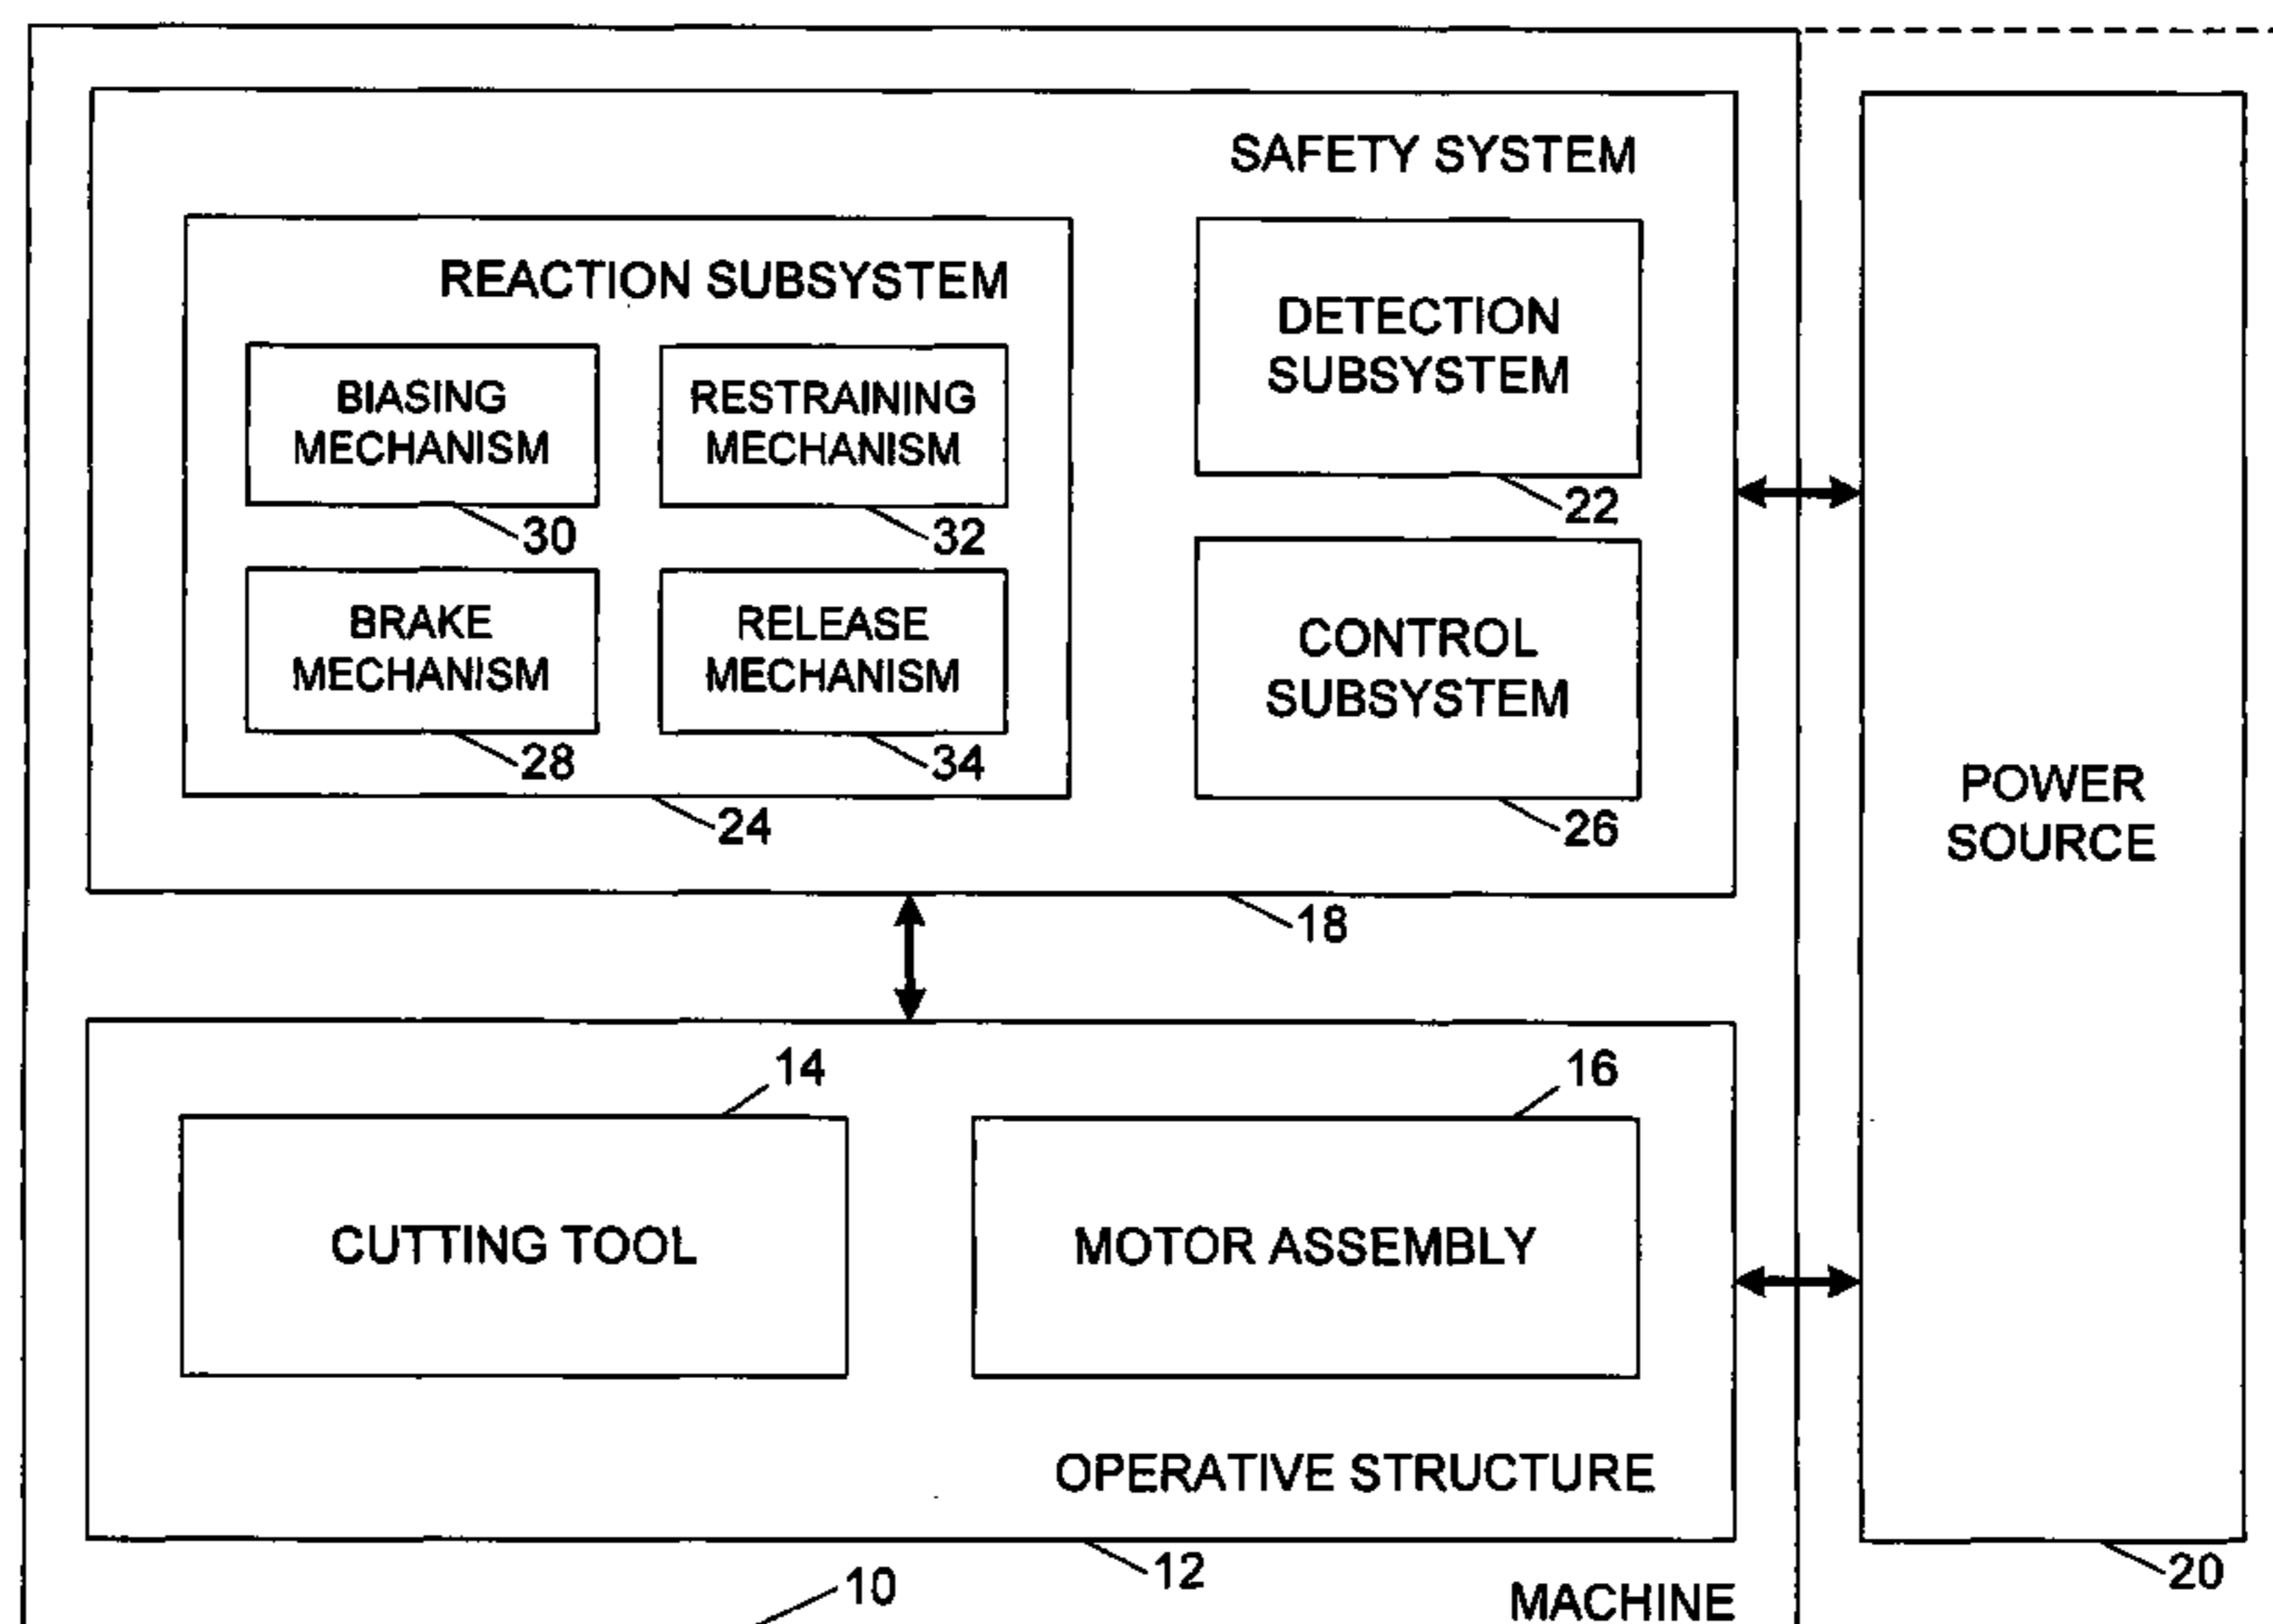 SAFETY SYSTEM
REACTION SUBSYSTEM
BIASING
MECHANISM
30
RESTRAINING
MECHANISM
32
BRAKE
MECHANISM
28
RELEASE
MECHANISM
34
24
DETECTION
SUBSYSTEM
22
CONTROL
SUBSYSTEM
26
18
POWER
SOURCE
20
14
CUTTING TOOL
16
MOTOR ASSEMBLY
OPERATIVE STRUCTURE
12
10
MACHINE